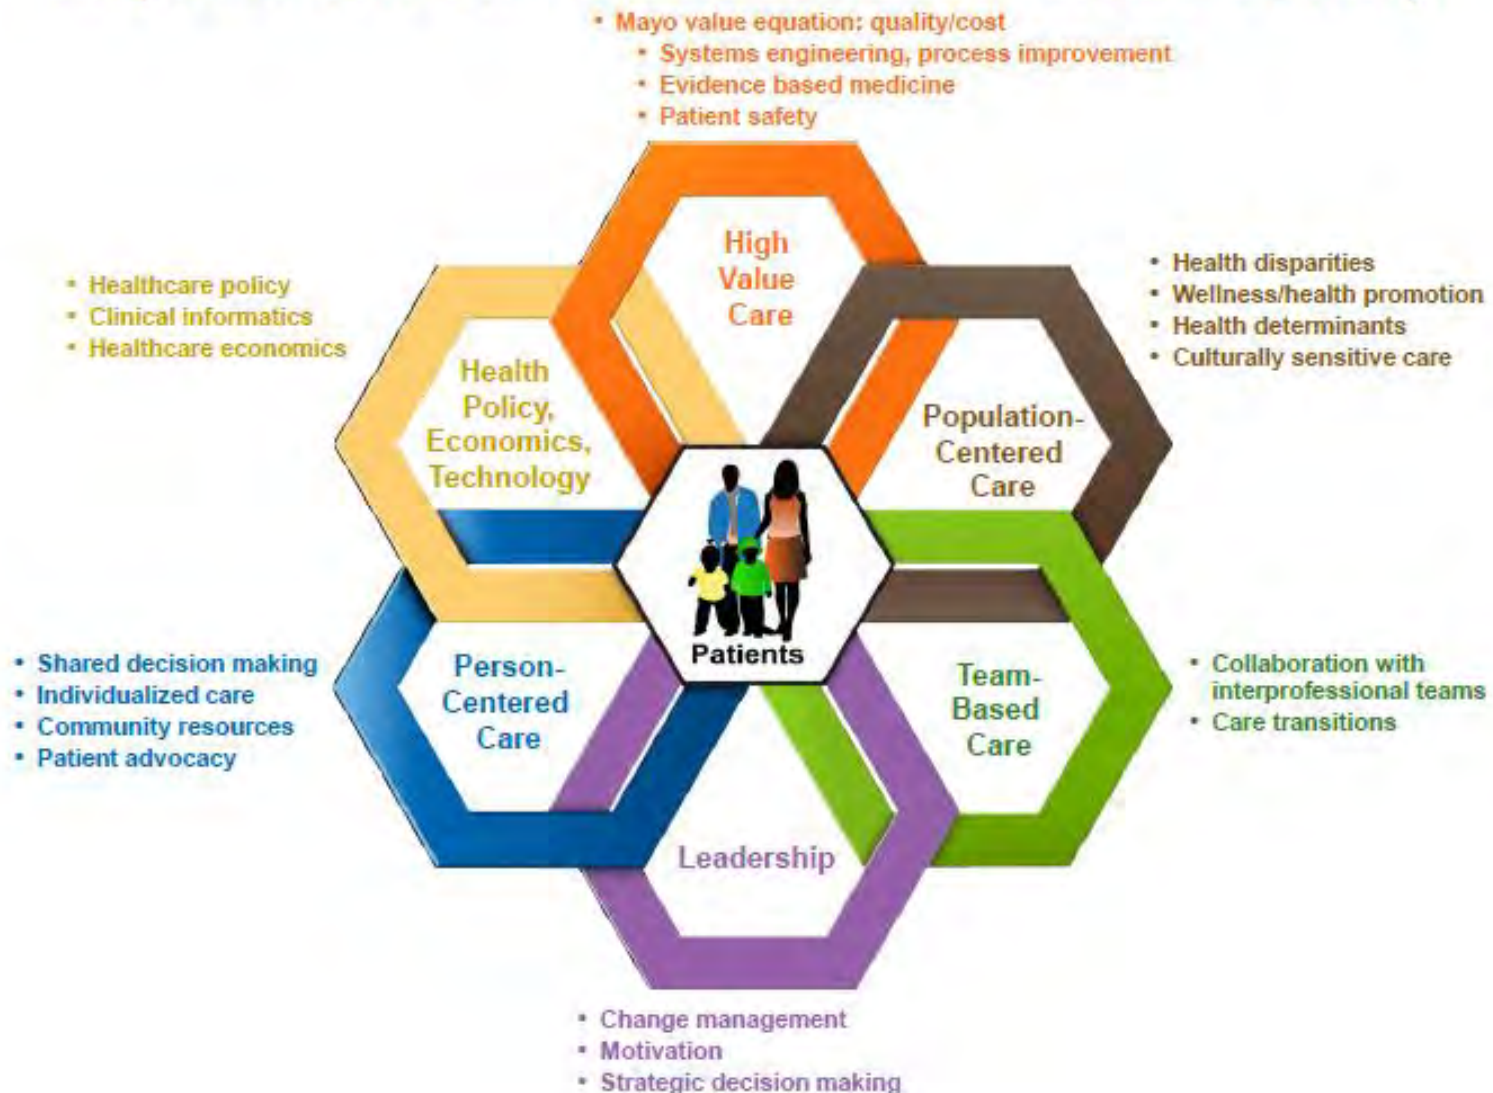 • Mayo value equation: quality/cost
• Systems engineering, process improvement
• Evidence based medicine
• Patient safety
High
Value
Care
• Healthcare policy
• Clinical informatics
• Healthcare economics
Health
Policy,
Economics,
Technology
• Health disparities
• Wellness/health promotion
• Health determinants
• Culturally sensitive care
Population-
Centered
Care
Patients
• Shared decision making
• Individualized care
• Community resources
• Patient advocacy
Person-
Centered
Care
Team-
Based
Care
• Collaboration with
interprofessional teams
• Care transitions
Leadership
• Change management
• Motivation
• Strategic decision making